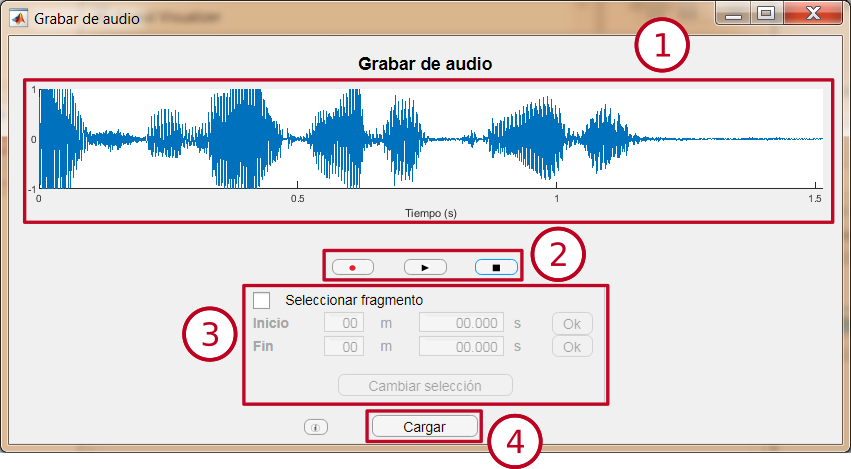 Grabar de audio
Visualizer
1
Grabar de audio
1
0
-1
0
0.5
1
1.5
Tiempo (s)
2
Seleccionar fragmento
3
Inicio 00 m 00.000 s Ok
Fin 00 m 00.000 s Ok
Cambiar selección
i Cargar
4